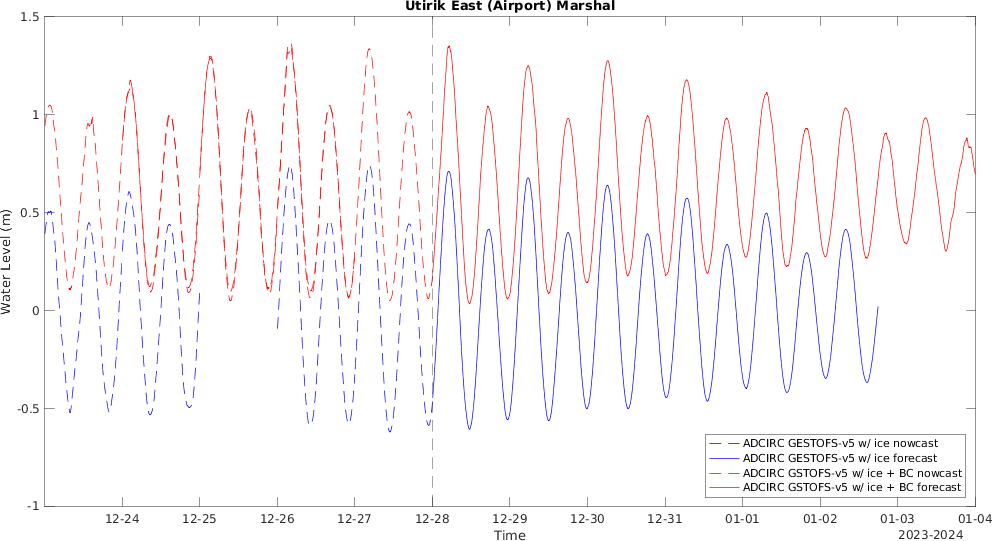 Utirik East (Airport) Marshal
Water Level (m)
1.5
1
0.5
0
-0.5
-1
ADCIRC GESTOFS-v5 w/ ice nowcast
ADCIRC GESTOFS-v5 w/ ice forecast
ADCIRC GSTOFS-v5 w/ ice + BC nowcast
ADCIRC GSTOFS-v5 w/ ice + BC forecast
12-24 12-25 12-26 12-27 12-28 12-29 12-30 12-31 01-01 01-02 01-03 01-04
Time
2023-2024